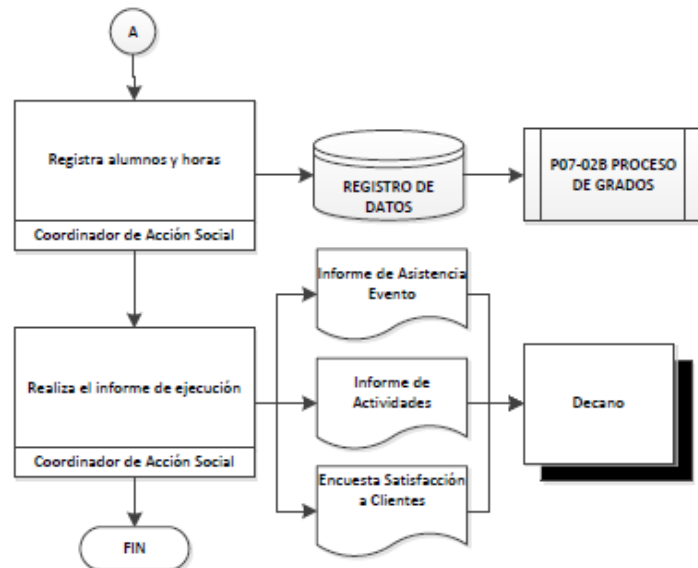 A
Registra alumnos y horas
Coordinador de Acción Social
REGISTRO DE
DATOS
P07-02B PROCESO
DE GRADOS
Informe de Asistencia
Evento
Realiza el informe de ejecución
Coordinador de Acción Social
Informe de
Actividades
Decano
Encuesta Satisfacción
a Clientes
FIN